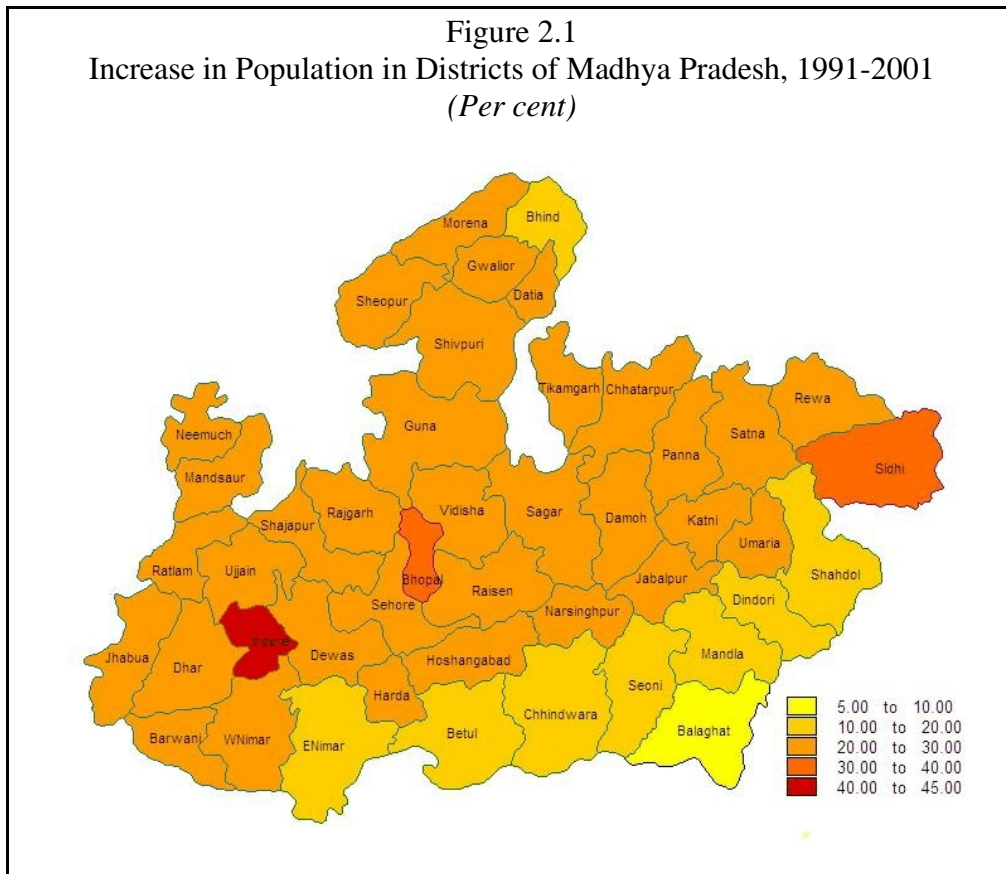 Figure 2.1
Increase in Population in Districts of Madhya Pradesh, 1991-2001
(Per cent)
Morena
Bhind
Gwalior
Sheopur
Datia
Shivpuri
Tikamgarh
Chhatarpur
Rewa
Guna
Neemuch
Satna
Panna
Sidhi
Mandsaur
Rajgarh
Vidisha
Sagar
Damoh
Katni
Shajapur
Umaria
Ratlam
Ujjain
Bhopal
Raisen
Jabalpur
Shahdol
Sehore
Narsinghpur
Dindori
Jhabua
Dhar
Dewas
Hoshangabad
Mandla
Harda
Seoni
Barwani
WNimar
ENimar
Betul
Chhindwara
Balaghat
5.00 to 10.00
10.00 to 20.00
20.00 to 30.00
30.00 to 40.00
40.00 to 45.00